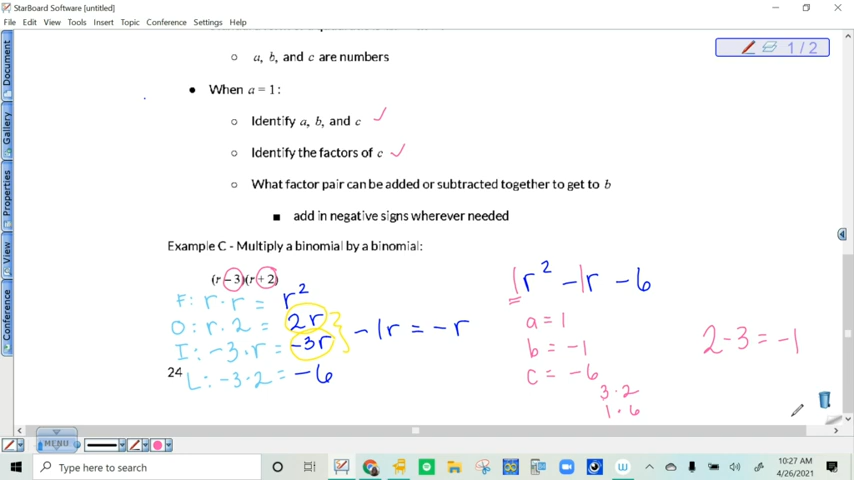 StarBoard Software [untitled]
File Edit View Tools Insert Topic Conference Settings Help
1/2
Document
Gallery
Properties
View
Conference
○ a, b, and c are numbers
● When a = 1:
○ Identify a, b, and c ✓
○ Identify the factors of c ✓
○ What factor pair can be added or subtracted together to get to b
■ add in negative signs wherever needed
Example C - Multiply a binomial by a binomial:
(r − 3)(r + 2)
F: r · r = r²
O: r · 2 = 2r
I: -3 · r = -3r
L: -3 · 2 = -6
-1r = -r
1r² - 1r - 6
a = 1
b = -1
c = -6
3 · 2
1 · 6
2 - 3 = -1
24
MENU
Type here to search
10:27 AM
4/26/2021